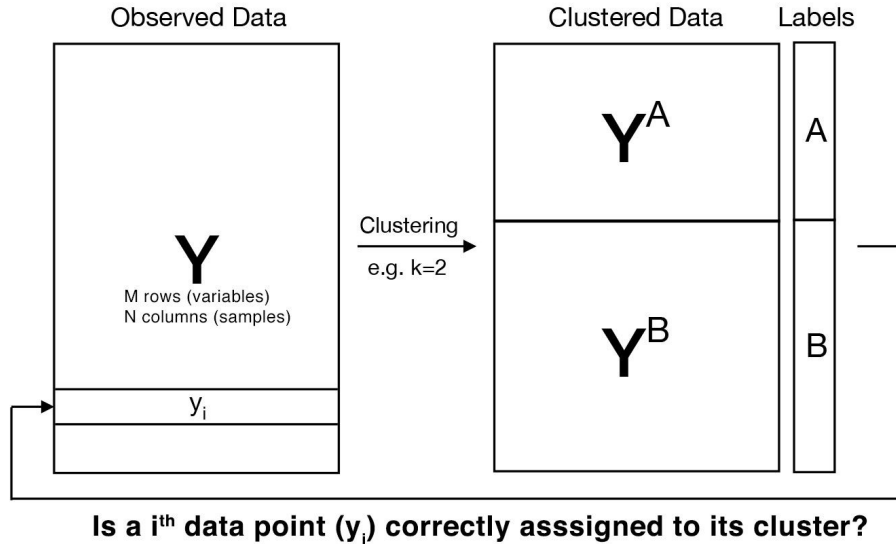 Observed Data
Clustered Data
Labels
Y
M rows (variables)
N columns (samples)
y_i
Clustering
e.g. k=2
Y^A
A
Y^B
B
Is a i^th data point (y_i) correctly asssigned to its cluster?